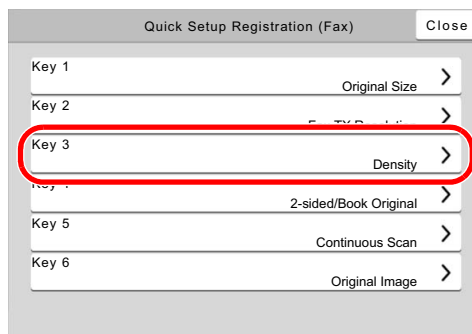 Quick Setup Registration (Fax)
Close
Key 1
Original Size
Key 2
Key 3
Density
2-sided/Book Original
Key 5
Continuous Scan
Key 6
Original Image